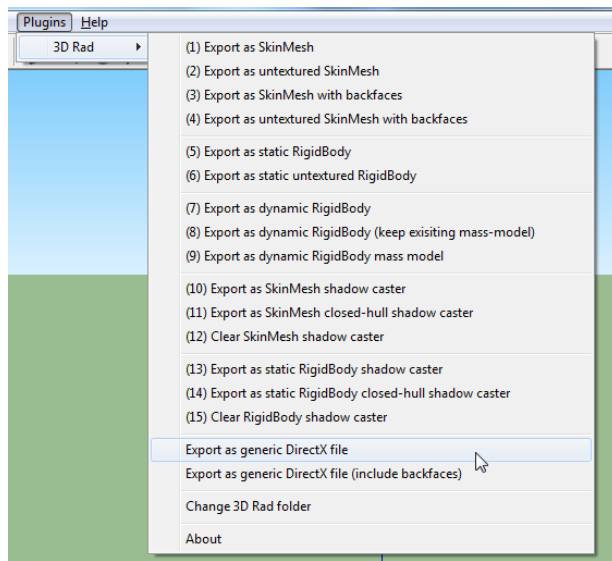 Plugins Help
3D Rad
(1) Export as SkinMesh
(2) Export as untextured SkinMesh
(3) Export as SkinMesh with backfaces
(4) Export as untextured SkinMesh with backfaces
(5) Export as static RigidBody
(6) Export as static untextured RigidBody
(7) Export as dynamic RigidBody
(8) Export as dynamic RigidBody (keep exisiting mass-model)
(9) Export as dynamic RigidBody mass model
(10) Export as SkinMesh shadow caster
(11) Export as SkinMesh closed-hull shadow caster
(12) Clear SkinMesh shadow caster
(13) Export as static RigidBody shadow caster
(14) Export as static RigidBody closed-hull shadow caster
(15) Clear RigidBody shadow caster
Export as generic DirectX file
Export as generic DirectX file (include backfaces)
Change 3D Rad folder
About